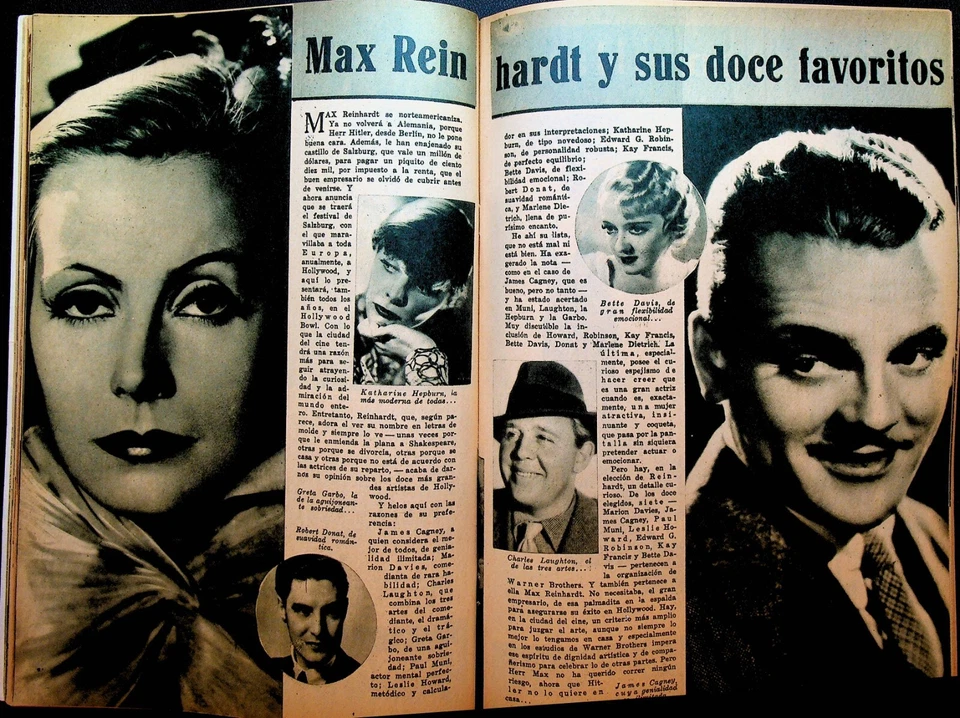 Max Reinhardt y sus doce favoritos
MAX Reinhardt se norteamericaniza.
Ya no volverá a Alemania, porque
Herr Hitler, desde Berlín, no le pone
buena cara. Además, le han enajenado su
castillo de Salzburg, que vale un millón de
dólares, para pagar un piquito de ciento
diez mil, por impuesto a la renta, que el
buen empresario se olvidó de cubrir antes
de venirse. Y
ahora anuncia
que se traerá
el festival de
Salzburg, con
el que mara-
villaba a toda
Europa,
anualmente, a
Hollywood, y
aquí lo pre-
sentará, tam-
bién todos los
años, en el
Hollywood
Bowl. Con lo
que la ciudad
del cine ten-
drá una razón
más para se-
guir atrayen-
do la curiosi-
dad y la ad-
miración del
mundo ente-
ro. Entretanto, Reinhardt, que, según pa-
rece, adora el ver su nombre en letras de
molde y siempre lo ve — unas veces por-
que le enmienda la plana a Shakespeare,
otras porque se divorcia, otras porque se
casa y otras porque no está de acuerdo con
las actrices de su reparto, — acaba de dar-
nos su opinión sobre los doce más gran-
des artistas de Holly-
wood.
Y helos aquí con las
razones de su prefe-
rencia:
James Cagney, a
quien considera el me-
jor de todos, de genia-
lidad ilimitada; Ma-
rion Davies, come-
dianta de rara ha-
bilidad; Charles
Laughton, que
combina los tres
artes del come-
diante, el dramá-
tico y el trá-
gico; Greta Gar-
bo, de una agui-
joneante sobrie-
dad; Paul Muni,
actor mental perfec-
to; Leslie Howard,
metódico y calcula-
Katharine Hepburn, la
más moderna de todas...
Greta Garbo, la
de la aguijonean-
te sobriedad...
Robert Donat, de
suavidad román-
tica.
dor en sus interpretaciones; Katharine Hep-
burn, de tipo novedoso; Edward G. Robin-
son, de personalidad robusta; Kay Francis,
de perfecto equilibrio;
Bette Davis, de flexi-
bilidad emocional; Ro-
bert Donat, de
suavidad románti-
ca, y Marlene Die-
trich, llena de pu-
rísimo encanto.
He ahí su lista,
que no está mal ni
está bien. Ha exa-
gerado la nota —
como en el caso de
James Cagney, que es
bueno, pero no tanto —
y ha estado acertado
en Muni, Laughton, la
Hepburn y la Garbo.
Muy discutible la in-
clusión de Howard, Robinson, Kay Francis,
Bette Davis, Donat y Marlene Dietrich. La
última, especial-
mente, posee el cu-
rioso espejismo de
hacer creer que
es una gran actriz
cuando es, exacta-
mente, una mujer
atractiva, insi-
nuante y coqueta,
que pasa por la pan-
talla sin siquiera
pretender actuar o
emocionar.
Pero hay, en la
elección de Rein-
hardt, un detalle cu-
rioso. De los doce
elegidos, siete —
Marion Davies, Ja-
mes Cagney, Paul
Muni, Leslie Ho-
ward, Edward G.
Robinson, Kay
Francis y Bette Da-
vis — pertenecen a
la organización de
Warner Brothers. Y también pertenece a
ella Max Reinhardt. No necesitaba, el gran
empresario, de esa palmadita en la espalda
para asegurarse su éxito en Hollywood. Hay,
en la ciudad del cine, un criterio más amplio
para juzgar el arte, aunque no siempre lo
mejor lo tengamos en casa y especialmente
en los estudios de Warner Brothers impera
ese espíritu de dignidad artística y de compa-
ñerismo para celebrar lo de otras partes. Pero
Herr Max no ha querido correr ningún
riesgo, ahora que Hit-
ler no lo quiere en
casa...
Bette Davis, de
gran flexibilidad
emocional...
Charles Laughton, el
de las tres artes...
James Cagney,
cuya genialidad